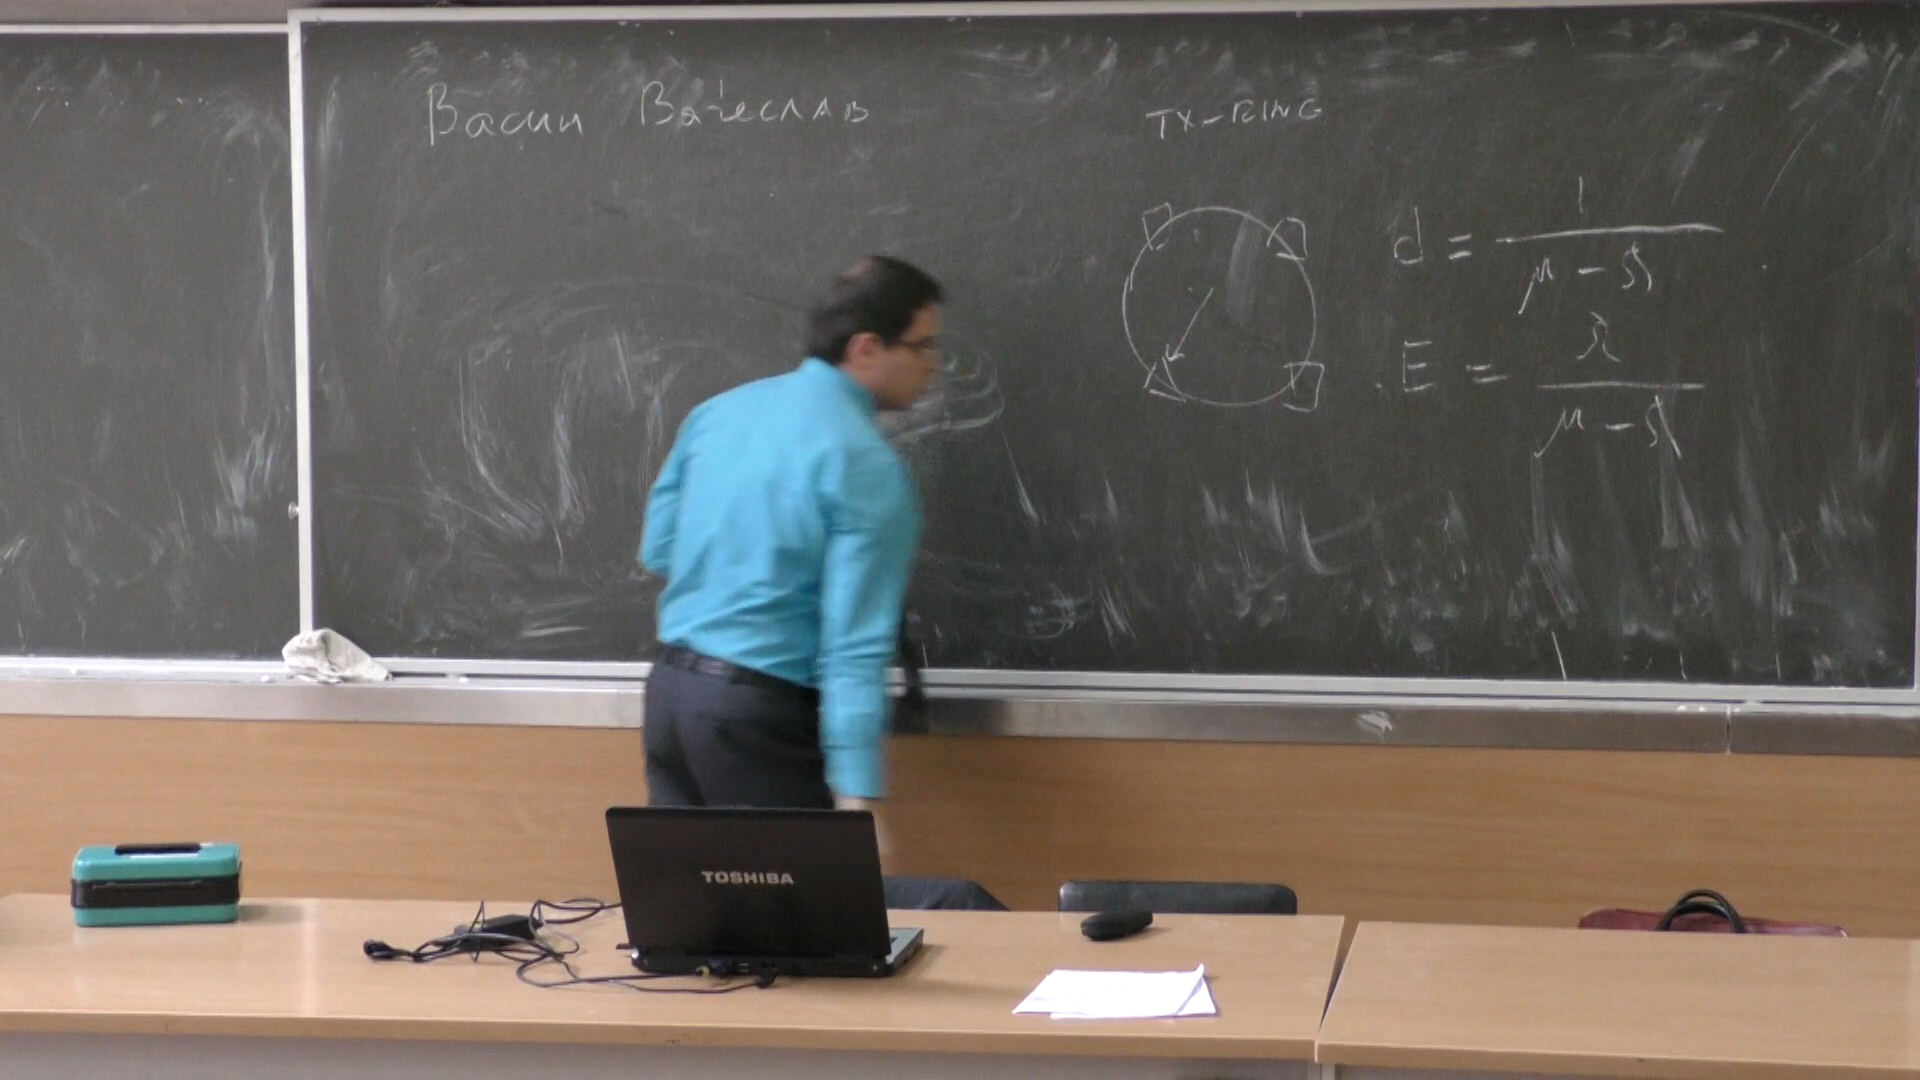 Васин Вячеслав
TX-RING
d = 1 / (μ - λ)
E = λ / (μ - λ)
TOSHIBA